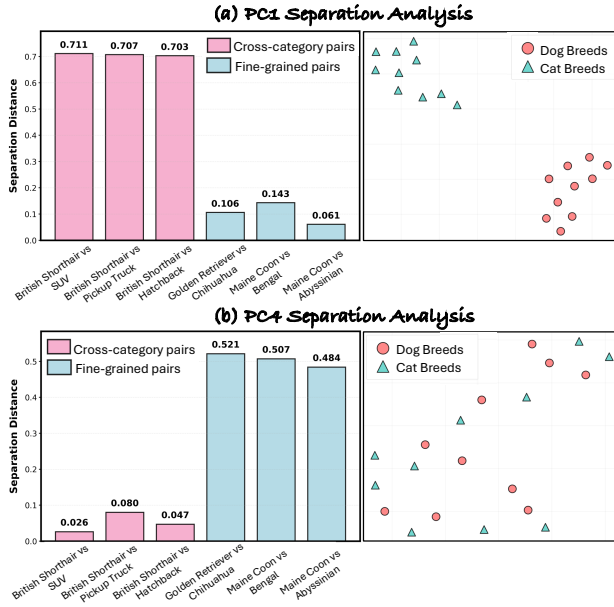 (a) PC1 Separation Analysis
Separation Distance
0.7
0.6
0.5
0.4
0.3
0.2
0.1
0.0
0.711
0.707
0.703
0.106
0.143
0.061
Cross-category pairs
Fine-grained pairs
British Shorthair vs
SUV
British Shorthair vs
Pickup Truck
British Shorthair vs
Hatchback
Golden Retriever vs
Chihuahua
Maine Coon vs
Bengal
Maine Coon vs
Abyssinian
Dog Breeds
Cat Breeds
(b) PC4 Separation Analysis
Separation Distance
0.5
0.4
0.3
0.2
0.1
0.0
Cross-category pairs
Fine-grained pairs
0.026
0.080
0.047
0.521
0.507
0.484
British Shorthair vs
SUV
British Shorthair vs
Pickup Truck
British Shorthair vs
Hatchback
Golden Retriever vs
Chihuahua
Maine Coon vs
Bengal
Maine Coon vs
Abyssinian
Dog Breeds
Cat Breeds